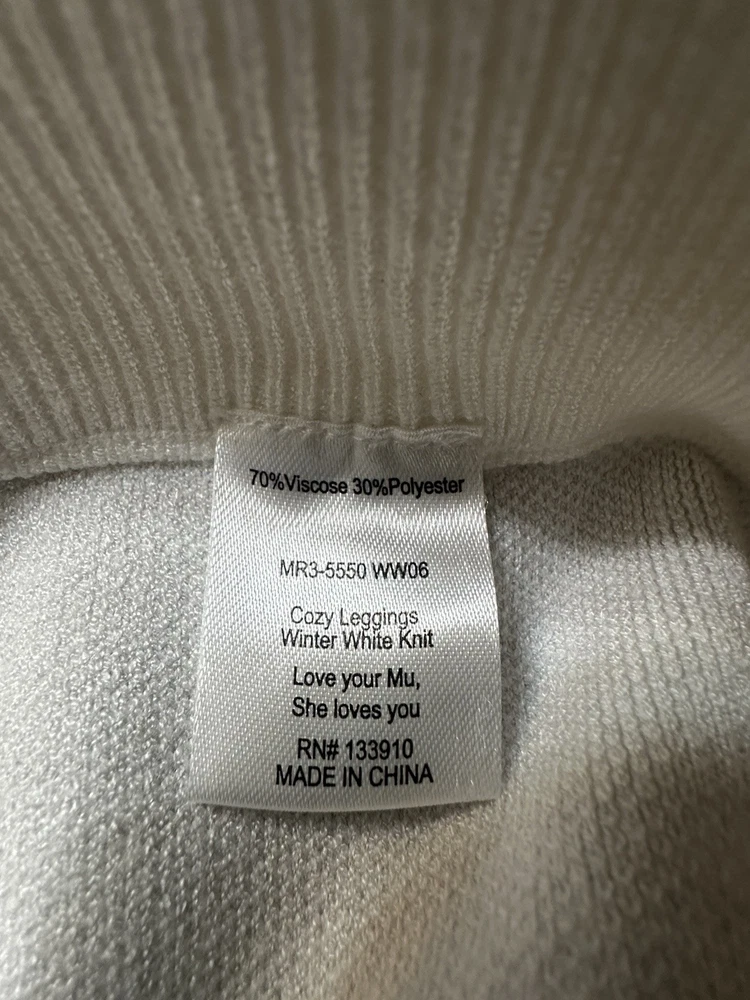 70%Viscose 30%Polyester
MR3-5550 WW06
Cozy Leggings
Winter White Knit
Love your Mu,
She loves you
RN# 133910
MADE IN CHINA